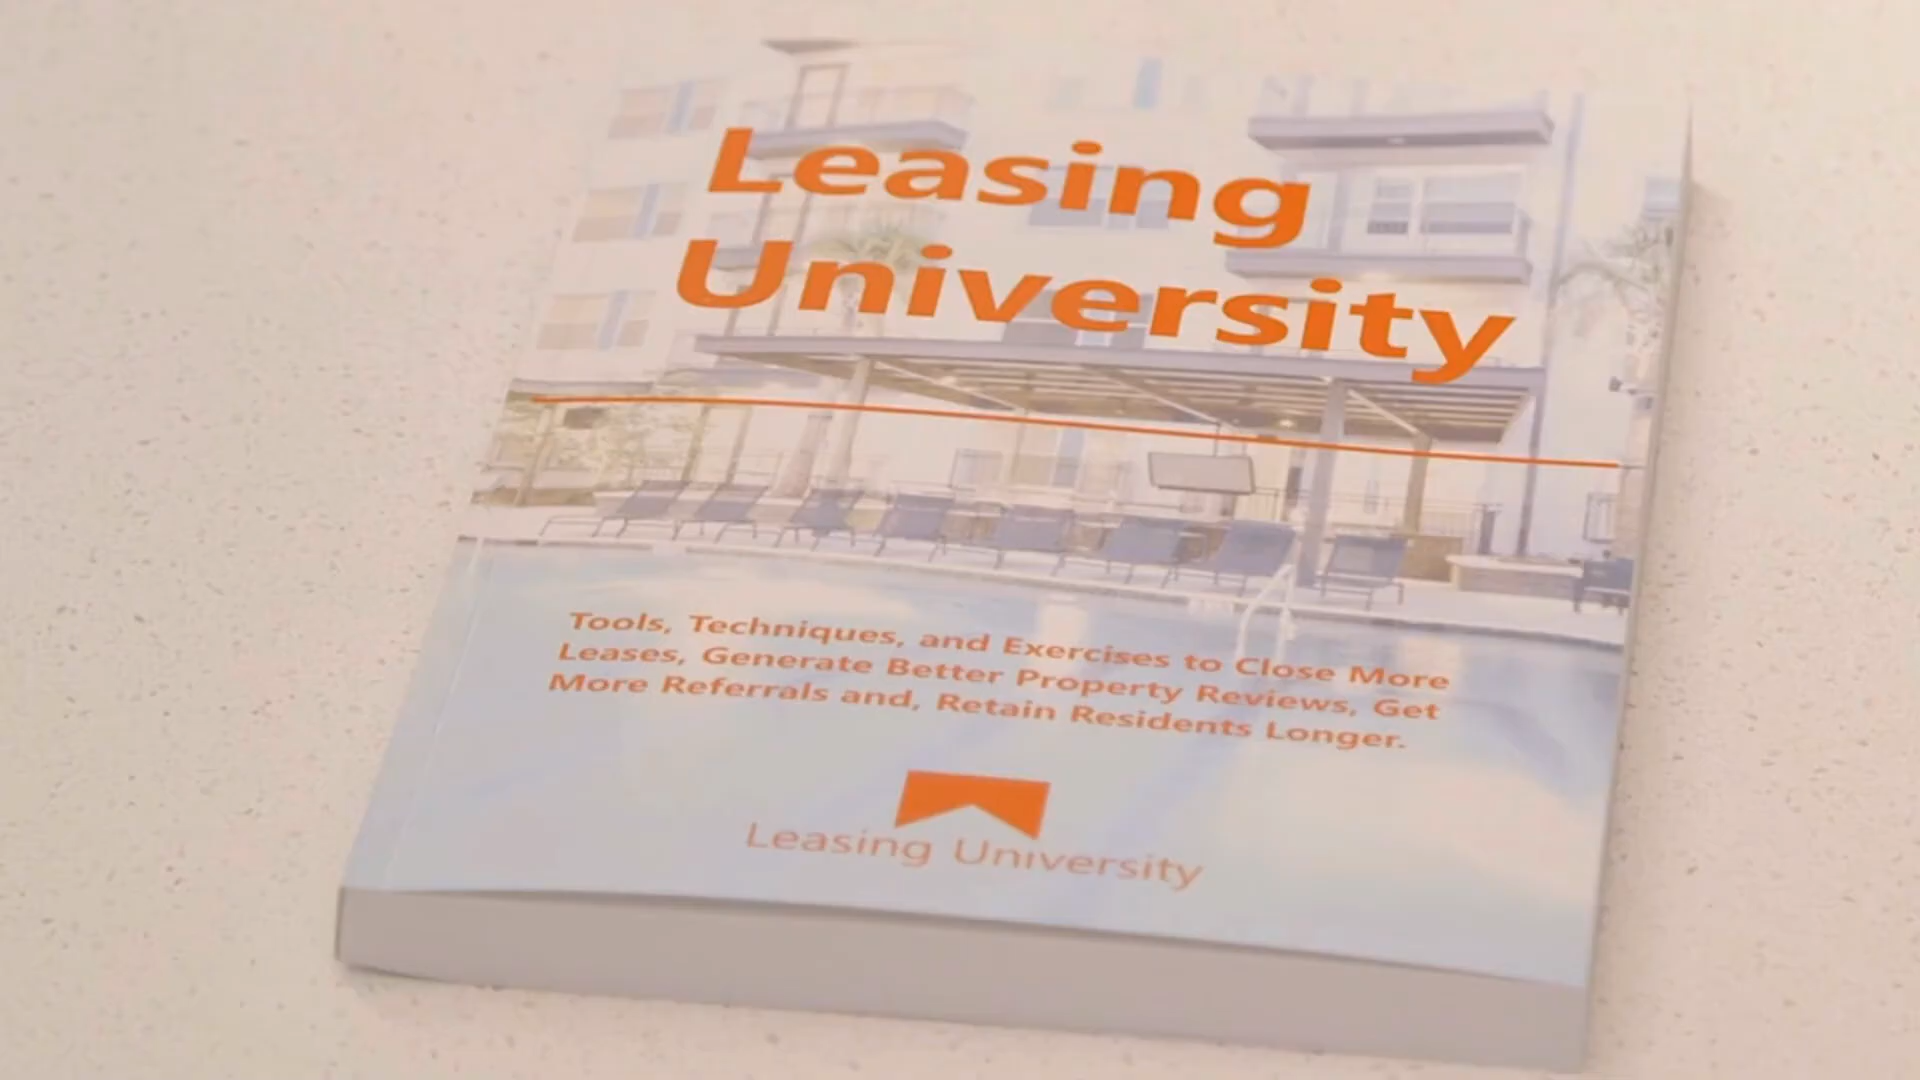 Leasing
University
Tools, Techniques, and Exercises to Close More
Leases, Generate Better Property Reviews, Get
More Referrals and, Retain Residents Longer.
Leasing University